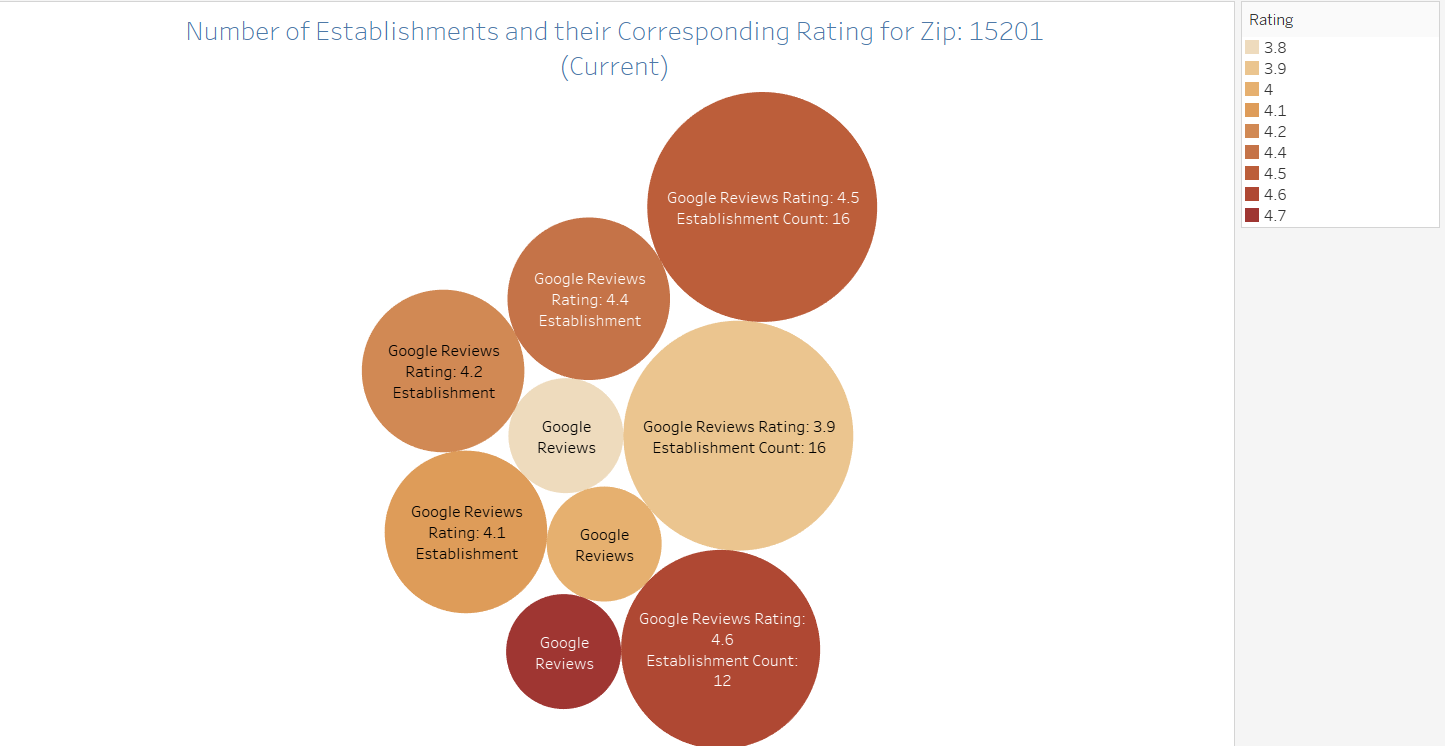 Number of Establishments and their Corresponding Rating for Zip: 15201
(Current)
Rating
3.8
3.9
4
4.1
4.2
4.4
4.5
4.6
4.7
Google Reviews Rating: 4.5
Establishment Count: 16
Google Reviews
Rating: 4.4
Establishment
Google Reviews
Rating: 4.2
Establishment
Google
Reviews
Google Reviews Rating: 3.9
Establishment Count: 16
Google Reviews
Rating: 4.1
Establishment
Google
Reviews
Google Reviews Rating:
4.6
Establishment Count:
12
Google
Reviews